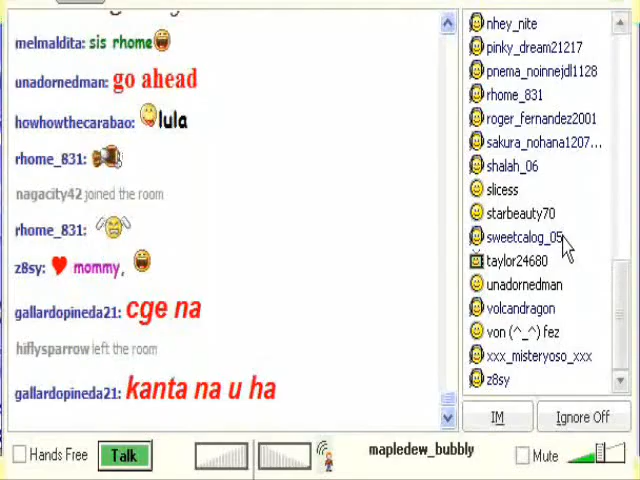 melmaldita: sis rhome
unadornedman: go ahead
howhowthecarabao: lula
rhome_831:
nagacity42 joined the room
rhome_831:
z8sy: mommy,
gallardopineda21: cge na
hiflysparrow left the room
gallardopineda21: kanta na u ha
nhey_nite
pinky_dream21217
pnema_noinnejdl1128
rhome_831
roger_fernandez2001
sakura_nohana1207...
shalah_06
slicess
starbeauty70
sweetcalog_05
taylor24680
unadornedman
volcandragon
von (^_^) fez
xxx_misteryoso_xxx
z8sy
IM
Ignore Off
Hands Free
Talk
mapledew_bubbly
Mute